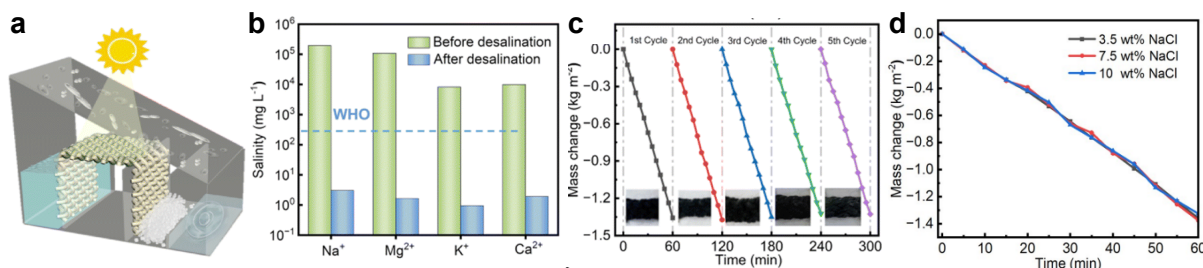 a
b
Salinity (mg L⁻¹)
10⁶
10⁵
10⁴
10³
10²
10¹
10⁰
10⁻¹
Before desalination
After desalination
WHO
Na⁺
Mg²⁺
K⁺
Ca²⁺
c
Mass change (kg m⁻²)
0.0
−0.3
−0.6
−0.9
−1.2
−1.5
1st Cycle
2nd Cycle
3rd Cycle
4th Cycle
5th Cycle
0
60
120
180
240
300
Time (min)
d
Mass change (kg m⁻²)
0.0
−0.2
−0.4
−0.6
−0.8
−1.0
−1.2
−1.4
3.5 wt% NaCl
7.5 wt% NaCl
10 wt% NaCl
0
10
20
30
40
50
60
Time (min)